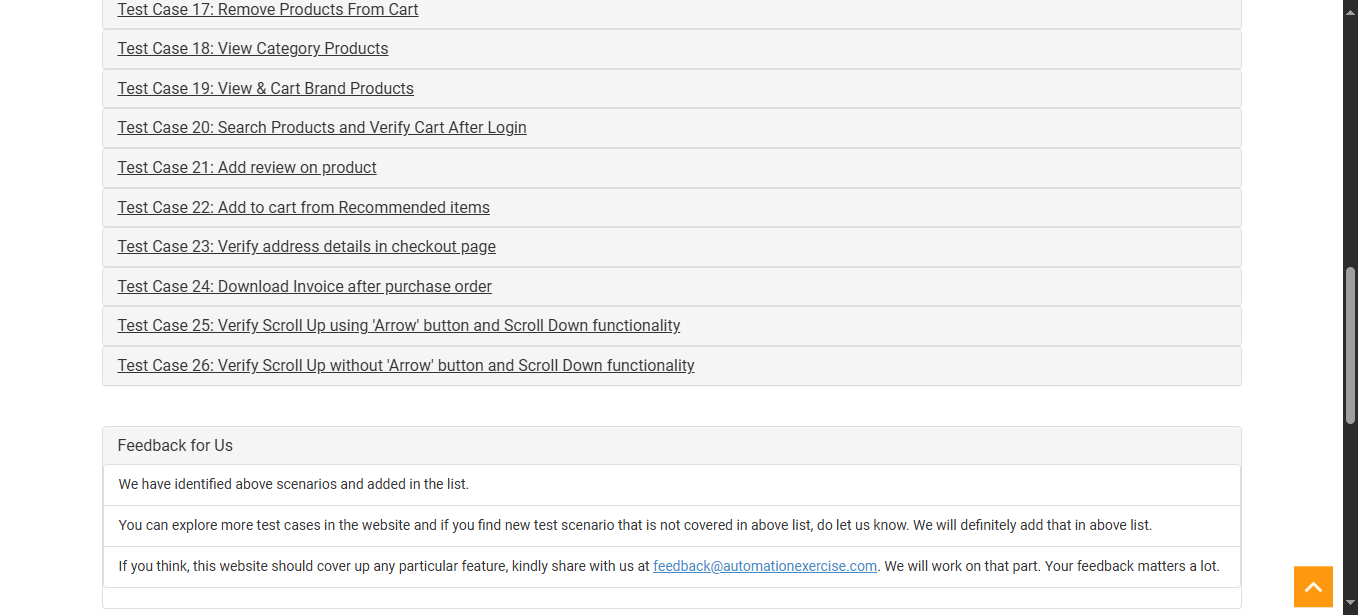 Test Case 17: Remove Products From Cart
Test Case 18: View Category Products
Test Case 19: View & Cart Brand Products
Test Case 20: Search Products and Verify Cart After Login
Test Case 21: Add review on product
Test Case 22: Add to cart from Recommended items
Test Case 23: Verify address details in checkout page
Test Case 24: Download Invoice after purchase order
Test Case 25: Verify Scroll Up using 'Arrow' button and Scroll Down functionality
Test Case 26: Verify Scroll Up without 'Arrow' button and Scroll Down functionality
Feedback for Us
We have identified above scenarios and added in the list.
You can explore more test cases in the website and if you find new test scenario that is not covered in above list, do let us know. We will definitely add that in above list.
If you think, this website should cover up any particular feature, kindly share with us at feedback@automationexercise.com. We will work on that part. Your feedback matters a lot.